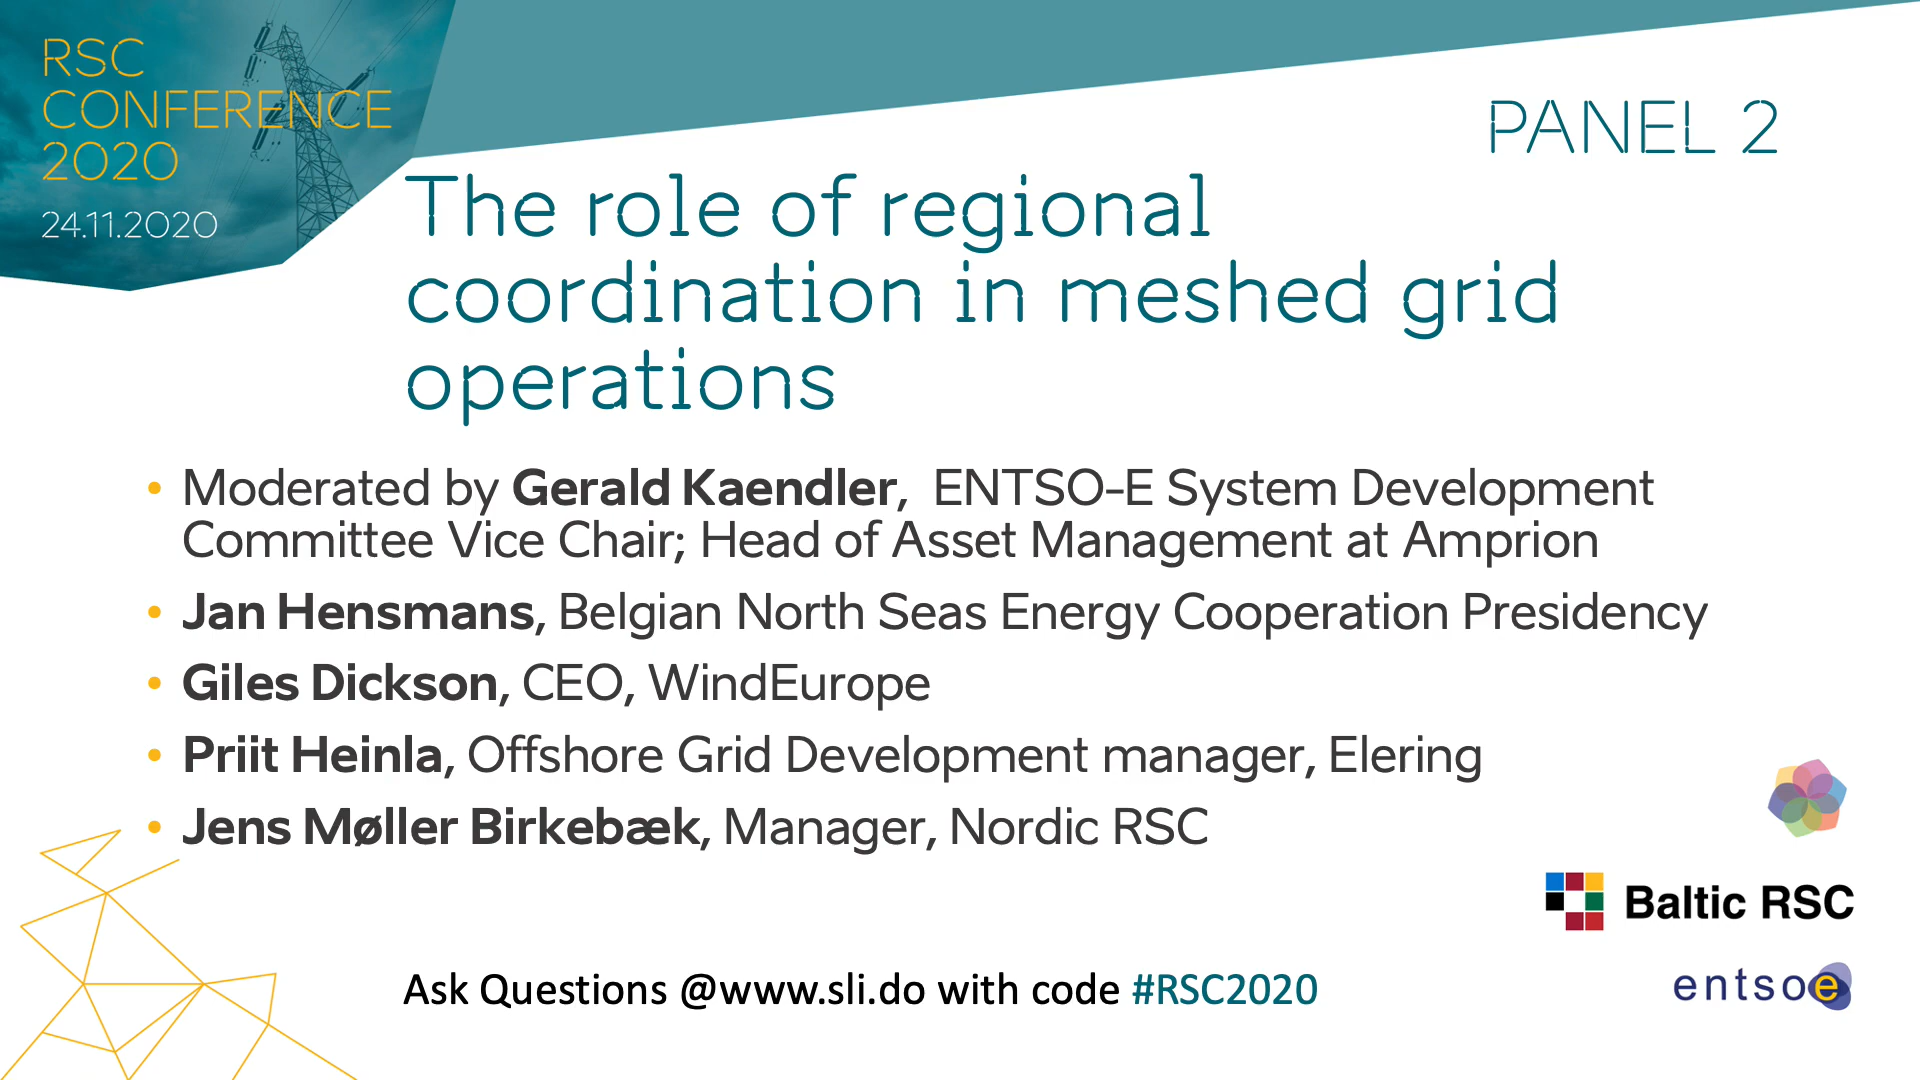 RSC
CONFERENCE
2020
24.11.2020
PANEL 2
The role of regional
coordination in meshed grid
operations
• Moderated by Gerald Kaendler, ENTSO-E System Development
Committee Vice Chair; Head of Asset Management at Amprion
• Jan Hensmans, Belgian North Seas Energy Cooperation Presidency
• Giles Dickson, CEO, WindEurope
• Priit Heinla, Offshore Grid Development manager, Elering
• Jens Møller Birkebæk, Manager, Nordic RSC
Baltic RSC
Ask Questions @www.sli.do with code #RSC2020
entsoe